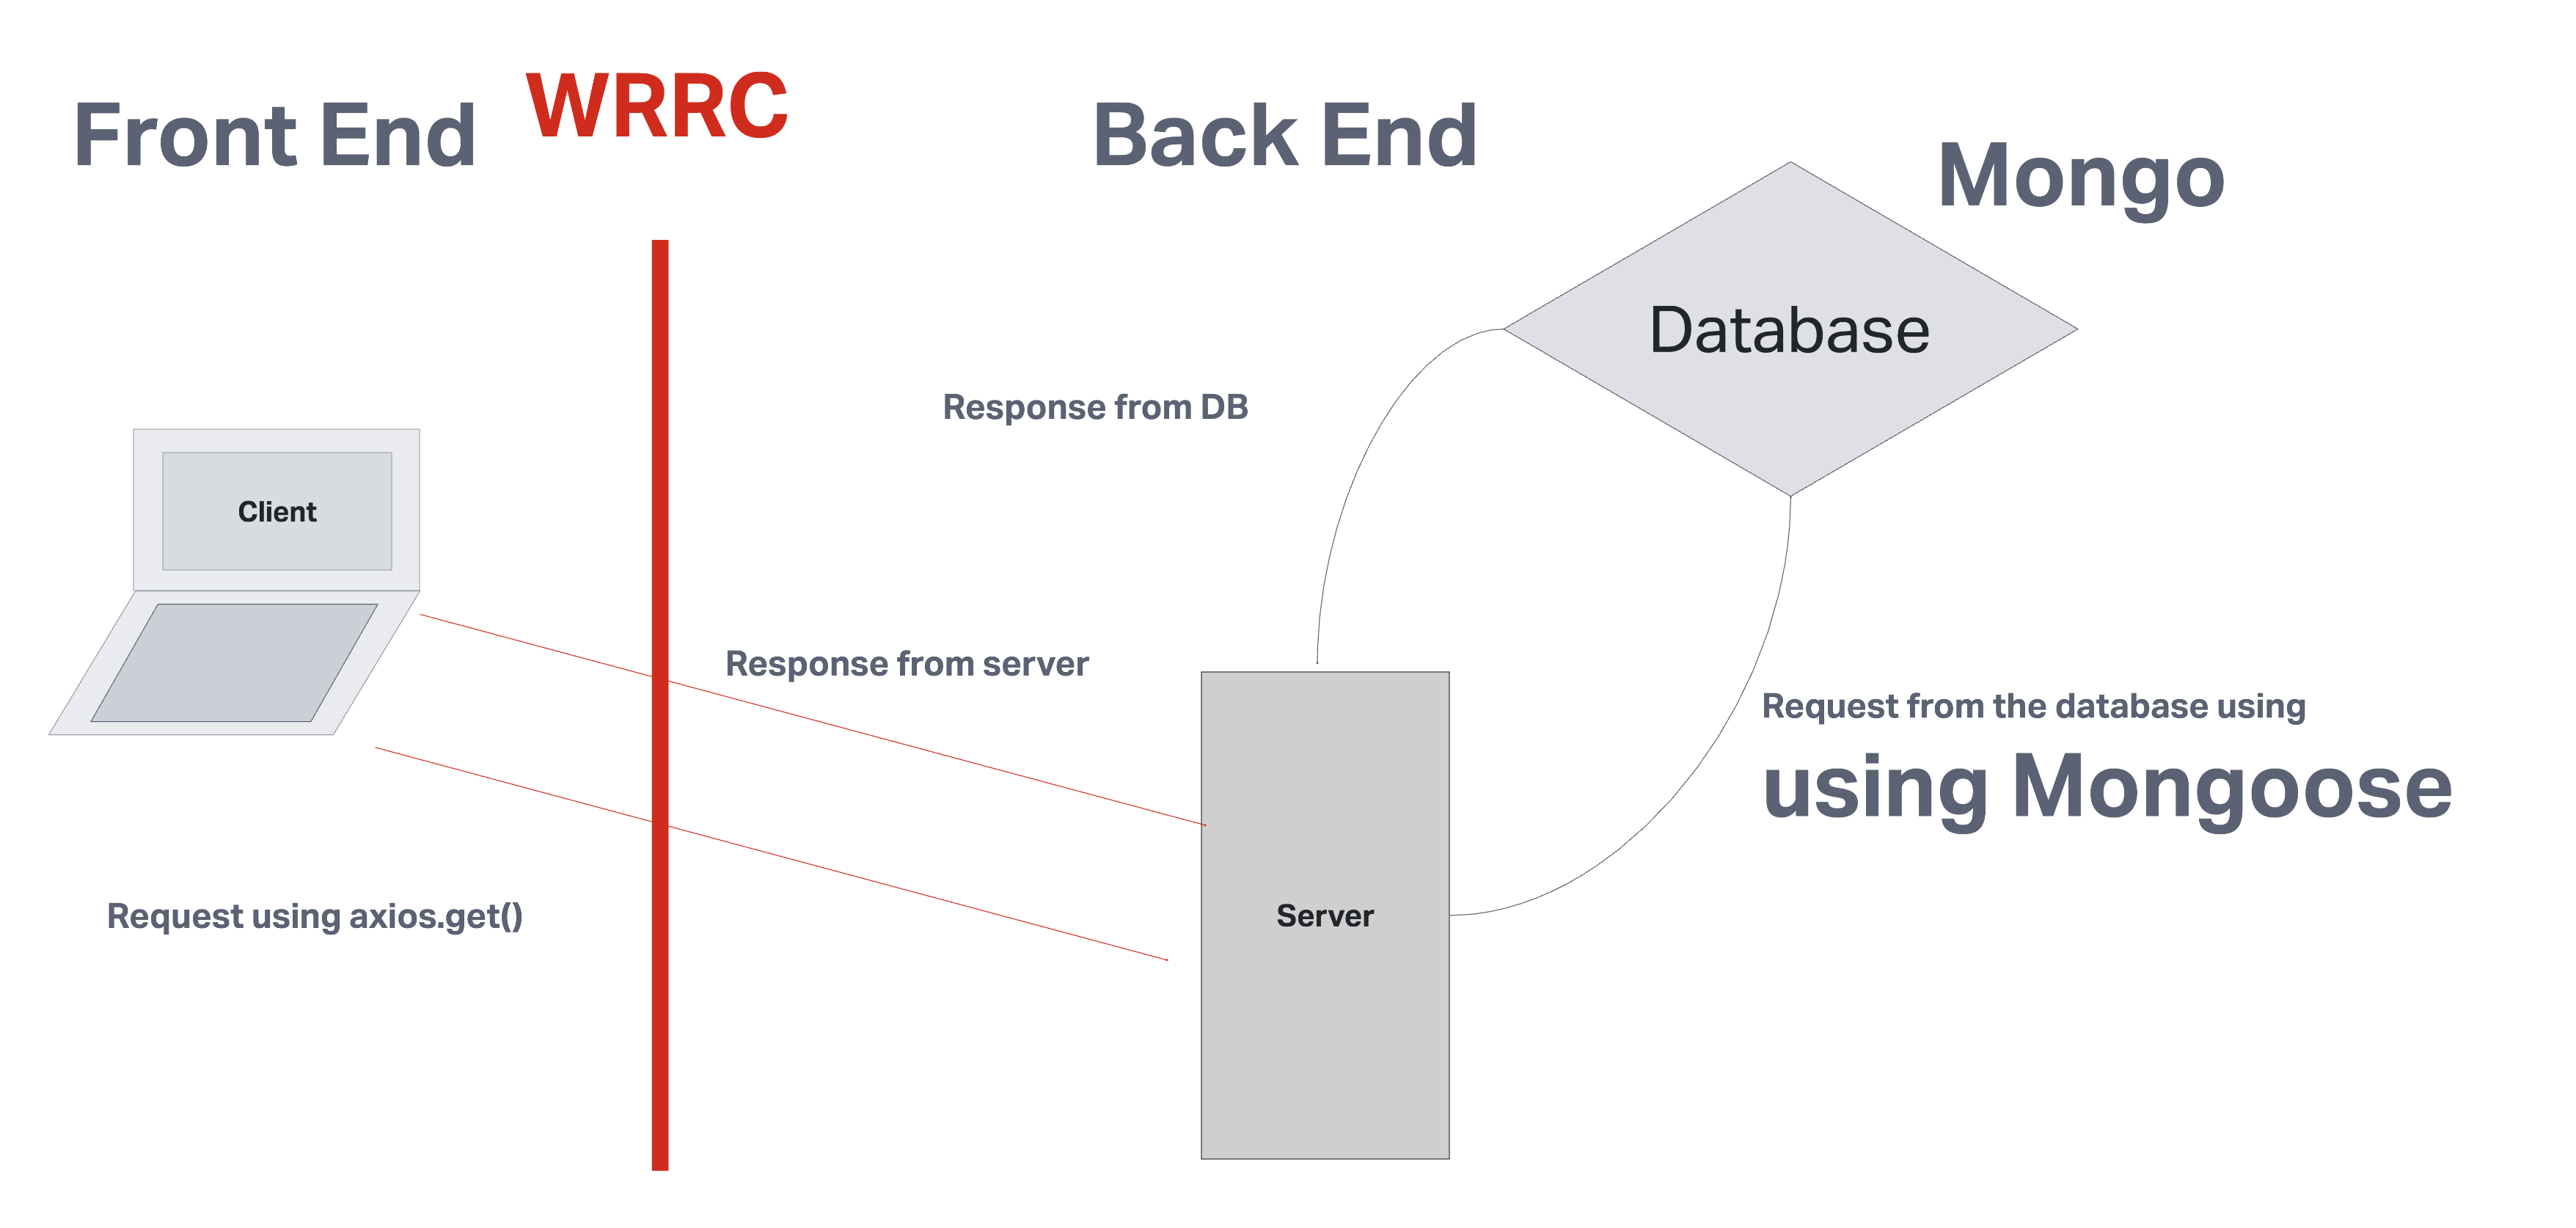 Front End
WRRC
Back End
Mongo
Database
Response from DB
Client
Response from server
Request from the database using
using Mongoose
Request using axios.get()
Server